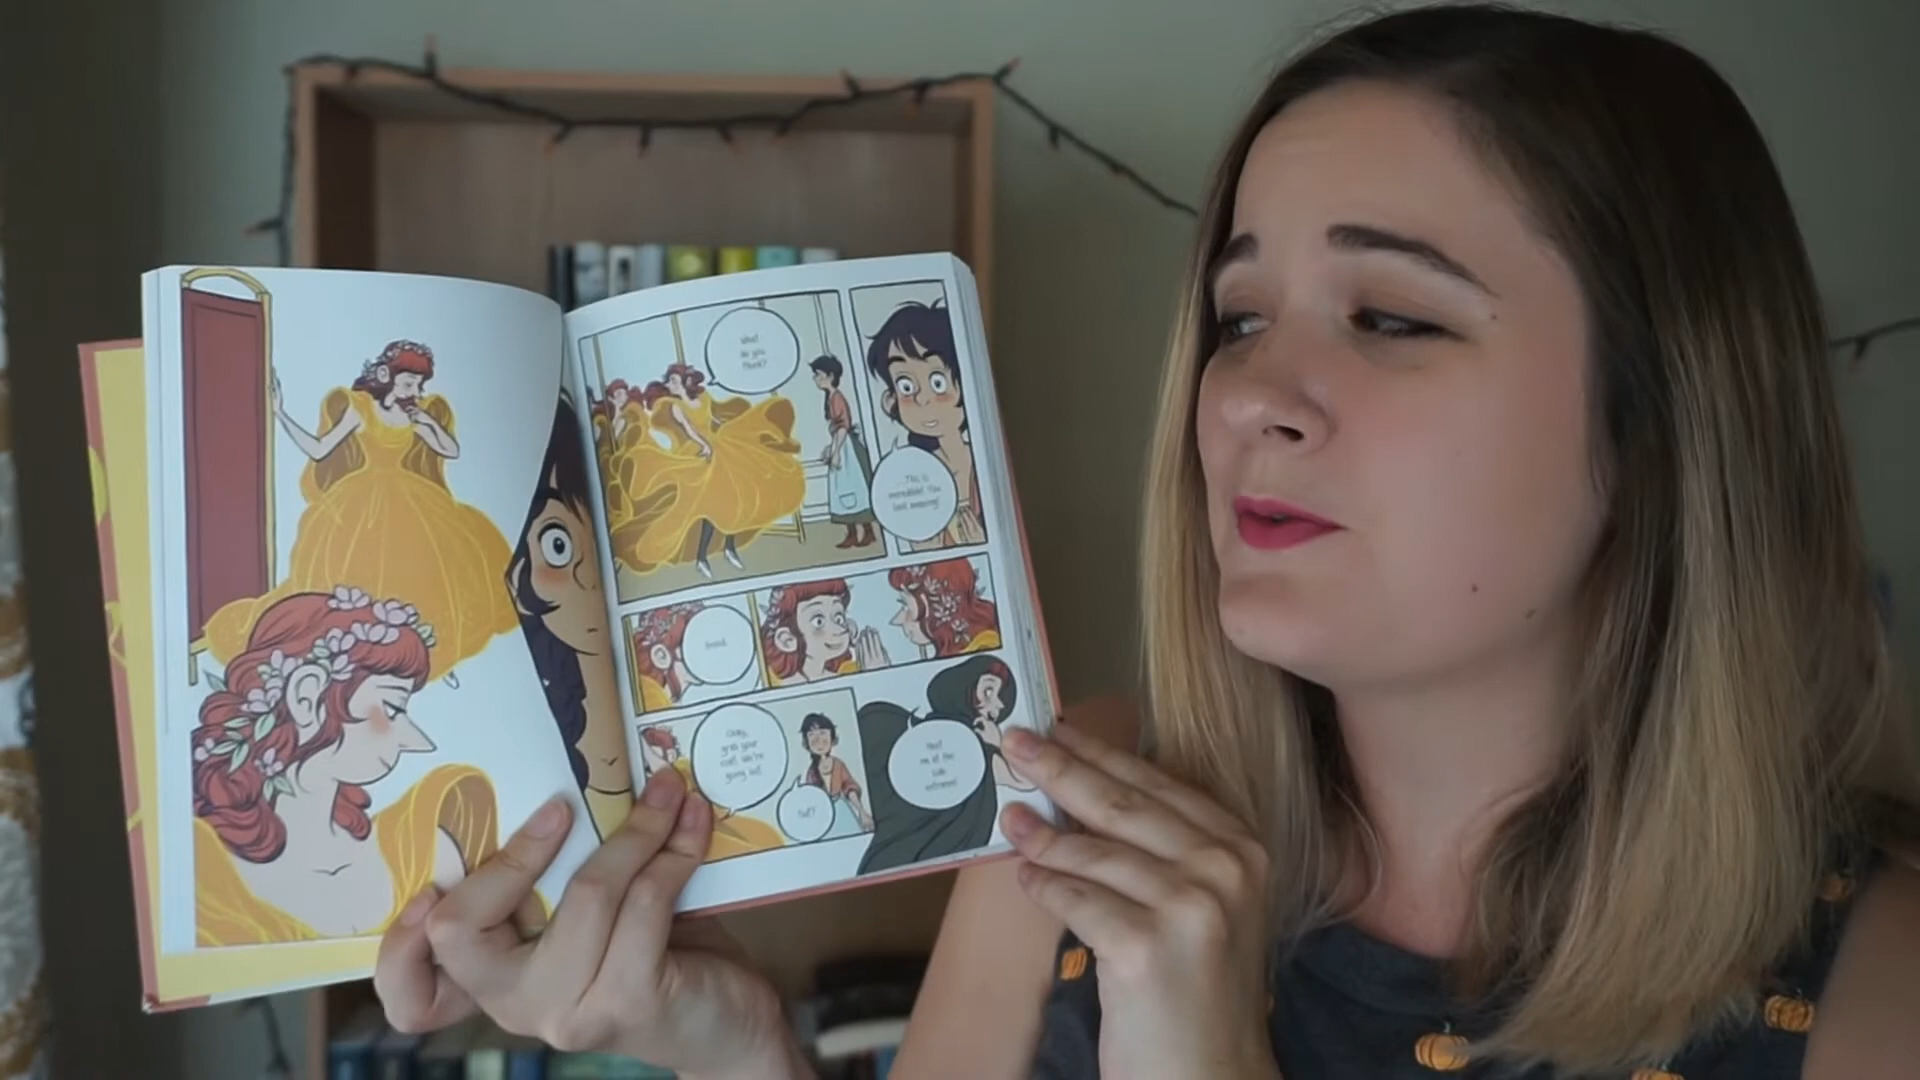 What
do you
think?
...This is
incredible! You
look amazing!
Okay,
grab your
coat! We're
going out!
Out?
Meet
me at the
side
entrance!